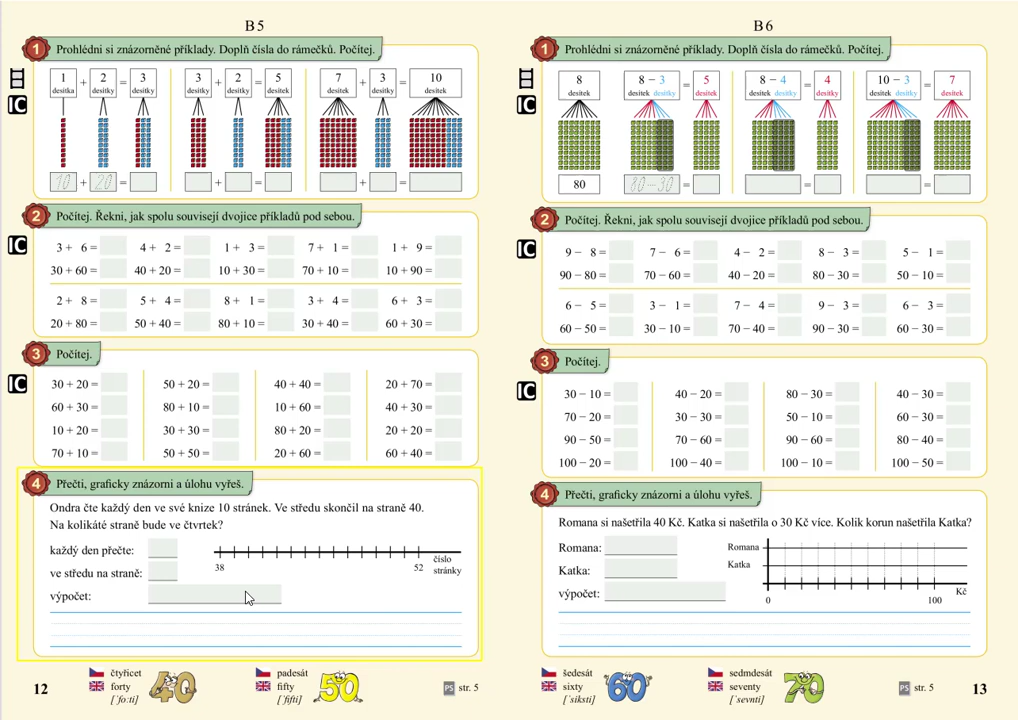 B 5
1 Prohlédni si znázorněné příklady. Doplň čísla do rámečků. Počítej.
1 desítka + 2 desítky = 3 desítky
3 desítky + 2 desítky = 5 desítek
7 desítek + 3 desítky = 10 desítek
10 + 20 =
+ =
+ =
2 Počítej. Řekni, jak spolu souvisejí dvojice příkladů pod sebou.
3 + 6 = 4 + 2 = 1 + 3 = 7 + 1 = 1 + 9 =
30 + 60 = 40 + 20 = 10 + 30 = 70 + 10 = 10 + 90 =
2 + 8 = 5 + 4 = 8 + 1 = 3 + 4 = 6 + 3 =
20 + 80 = 50 + 40 = 80 + 10 = 30 + 40 = 60 + 30 =
3 Počítej.
30 + 20 = 50 + 20 = 40 + 40 = 20 + 70 =
60 + 30 = 80 + 10 = 10 + 60 = 40 + 30 =
10 + 20 = 30 + 30 = 80 + 20 = 20 + 20 =
70 + 10 = 50 + 50 = 20 + 60 = 60 + 40 =
4 Přečti, graficky znázorni a úlohu vyřeš.
Ondra čte každý den ve své knize 10 stránek. Ve středu skončil na straně 40.
Na kolikáté straně bude ve čtvrtek?
každý den přečte:
ve středu na straně:
výpočet:
38 52 číslo
stránky
12
čtyřicet
forty
[ˈfoːti]
40
padesát
fifty
[ˈfifti]
50
PS str. 5
B 6
1 Prohlédni si znázorněné příklady. Doplň čísla do rámečků. Počítej.
8 desítek
8 − 3 = 5
desítek desítky desítek
8 − 4 = 4
desítek desítky desítky
10 − 3 = 7
desítek desítky desítek
80
80 − 30 =
=
=
2 Počítej. Řekni, jak spolu souvisejí dvojice příkladů pod sebou.
9 − 8 = 7 − 6 = 4 − 2 = 8 − 3 = 5 − 1 =
90 − 80 = 70 − 60 = 40 − 20 = 80 − 30 = 50 − 10 =
6 − 5 = 3 − 1 = 7 − 4 = 9 − 3 = 6 − 3 =
60 − 50 = 30 − 10 = 70 − 40 = 90 − 30 = 60 − 30 =
3 Počítej.
30 − 10 = 40 − 20 = 80 − 30 = 40 − 30 =
70 − 20 = 30 − 30 = 50 − 10 = 60 − 30 =
90 − 50 = 70 − 60 = 90 − 60 = 80 − 40 =
100 − 20 = 100 − 40 = 100 − 10 = 100 − 50 =
4 Přečti, graficky znázorni a úlohu vyřeš.
Romana si našetřila 40 Kč. Katka si našetřila o 30 Kč více. Kolik korun našetřila Katka?
Romana:
Katka:
výpočet:
Romana
Katka
0 100 Kč
šedesát
sixty
[ˈsiksti]
60
sedmdesát
seventy
[ˈsevnti]
70
PS str. 5
13